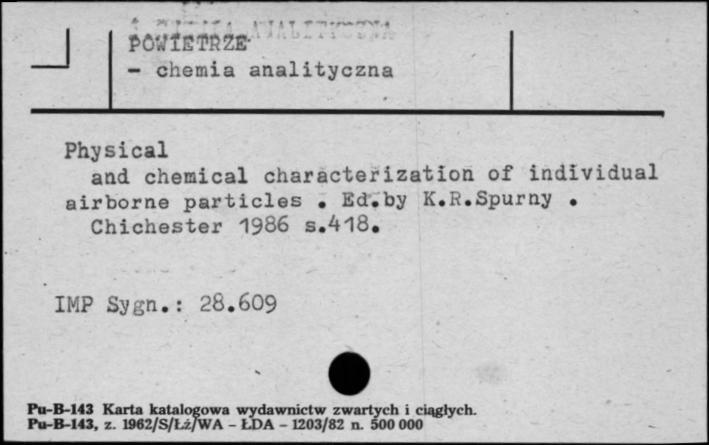 POWIETRZE
- chemia analityczna
Physical
and chemical characterization of individual
airborne particles . Ed.by K.R.Spurny .
Chichester 1986 s.418.
IMP Sygn.: 28.609
Pu-B-143 Karta katalogowa wydawnictw zwartych i ciągłych.
Pu-B-143, z. 1962/S/Łż/WA - ŁDA - 1203/82 n. 500 000